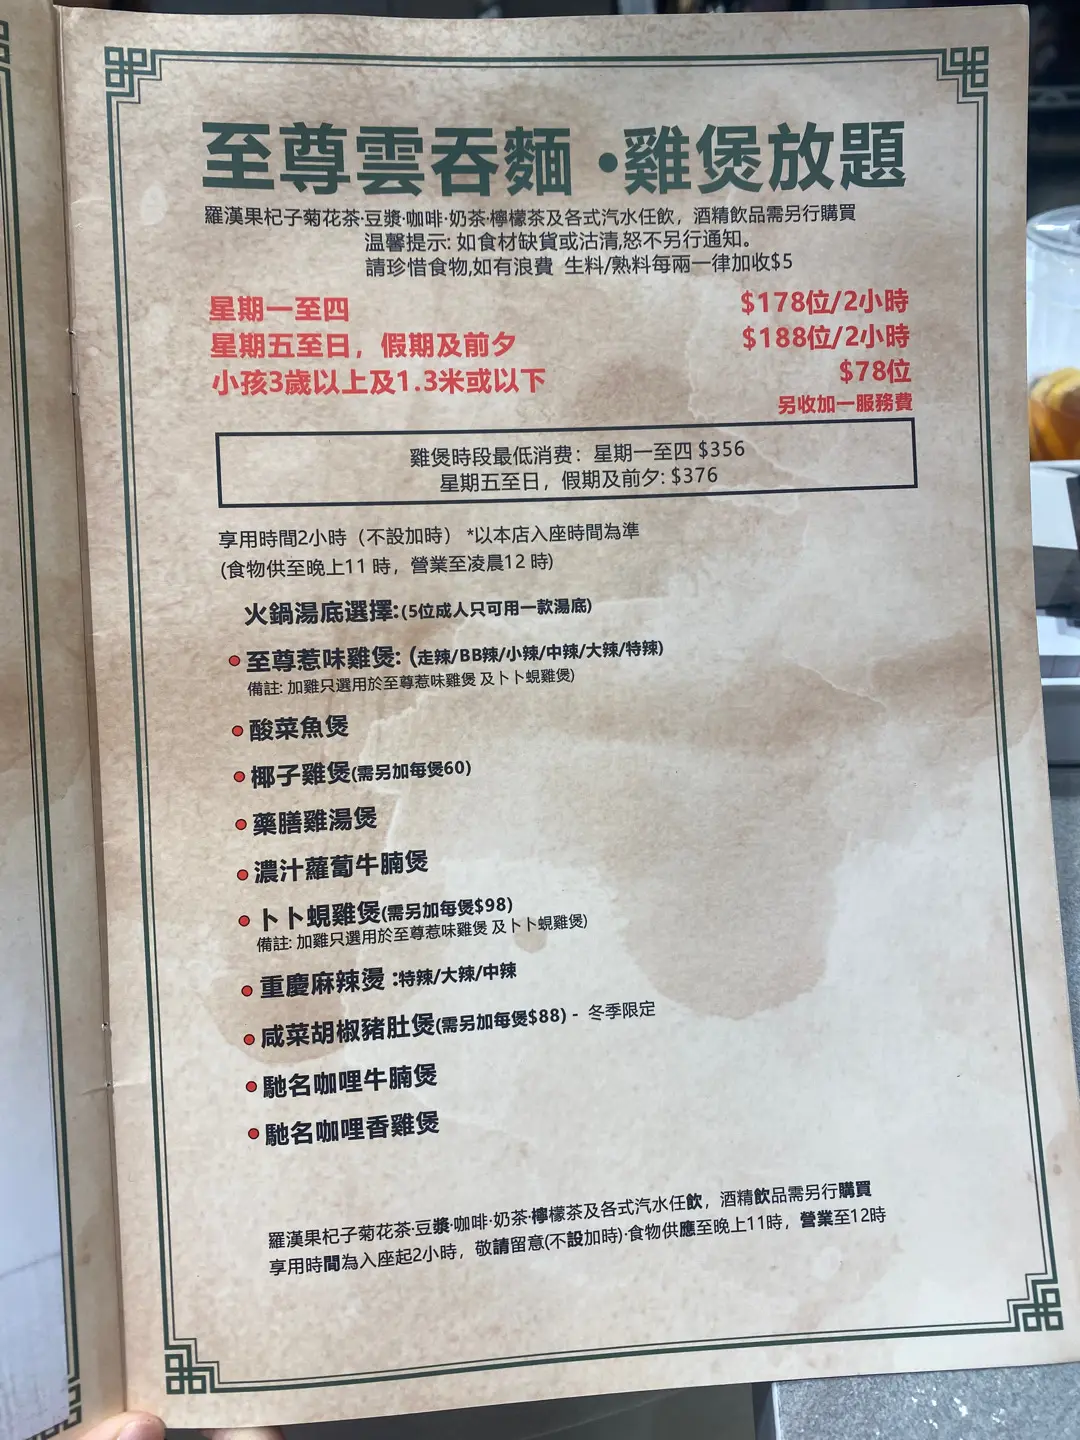 至尊雲吞麵·雞煲放題
羅漢果杞子菊花茶·豆漿·咖啡·奶茶·檸檬茶及各式汽水任飲，酒精飲品需另行購買
温馨提示: 如食材缺貨或沽清,恕不另行通知。
請珍惜食物,如有浪費 生料/熟料每兩一律加收$5
星期一至四 $178位/2小時
星期五至日，假期及前夕 $188位/2小時
小孩3歲以上及1.3米或以下 $78位
另收加一服務費
雞煲時段最低消费：星期一至四 $356
星期五至日，假期及前夕: $376
享用時間2小時（不設加時）*以本店入座時間為準
(食物供至晚上11 時，營業至凌晨12 時)
火鍋湯底選擇:(5位成人只可用一款湯底)
至尊惹味雞煲: (走辣/BB辣/小辣/中辣/大辣/特辣)
備註: 加雞只選用於至尊惹味雞煲 及卜卜蜆雞煲)
酸菜魚煲
椰子雞煲(需另加每煲60)
藥膳雞湯煲
濃汁蘿蔔牛腩煲
卜卜蜆雞煲(需另加每煲$98)
備註: 加雞只選用於至尊惹味雞煲 及卜卜蜆雞煲)
重慶麻辣燙 :特辣/大辣/中辣
咸菜胡椒豬肚煲(需另加每煲$88) - 冬季限定
馳名咖哩牛腩煲
馳名咖哩香雞煲
羅漢果杞子菊花茶·豆漿·咖啡·奶茶·檸檬茶及各式汽水任飲，酒精飲品需另行購買
享用時間為入座起2小時，敬請留意(不設加時)·食物供應至晚上11時，營業至12時